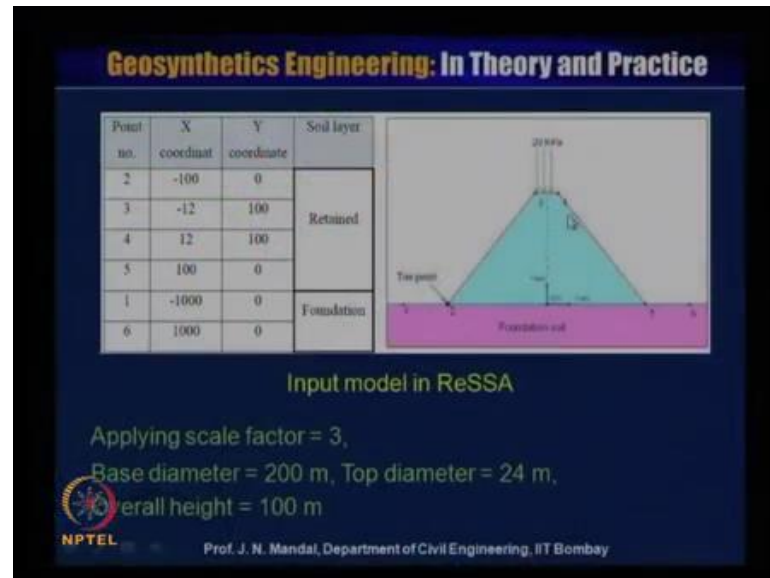 Geosynthetics Engineering: In Theory and Practice
Point no. X coordinat Y coordinate Soil layer
2 -100 0
3 -12 100
Retained
4 12 100
5 100 0
1 -1000 0
Foundation
6 1000 0
Toe point
Foundation soil
Input model in ReSSA
Applying scale factor = 3,
Base diameter = 200 m, Top diameter = 24 m,
Overall height = 100 m
NPTEL
Prof. J. N. Mandal, Department of Civil Engineering, IIT Bombay